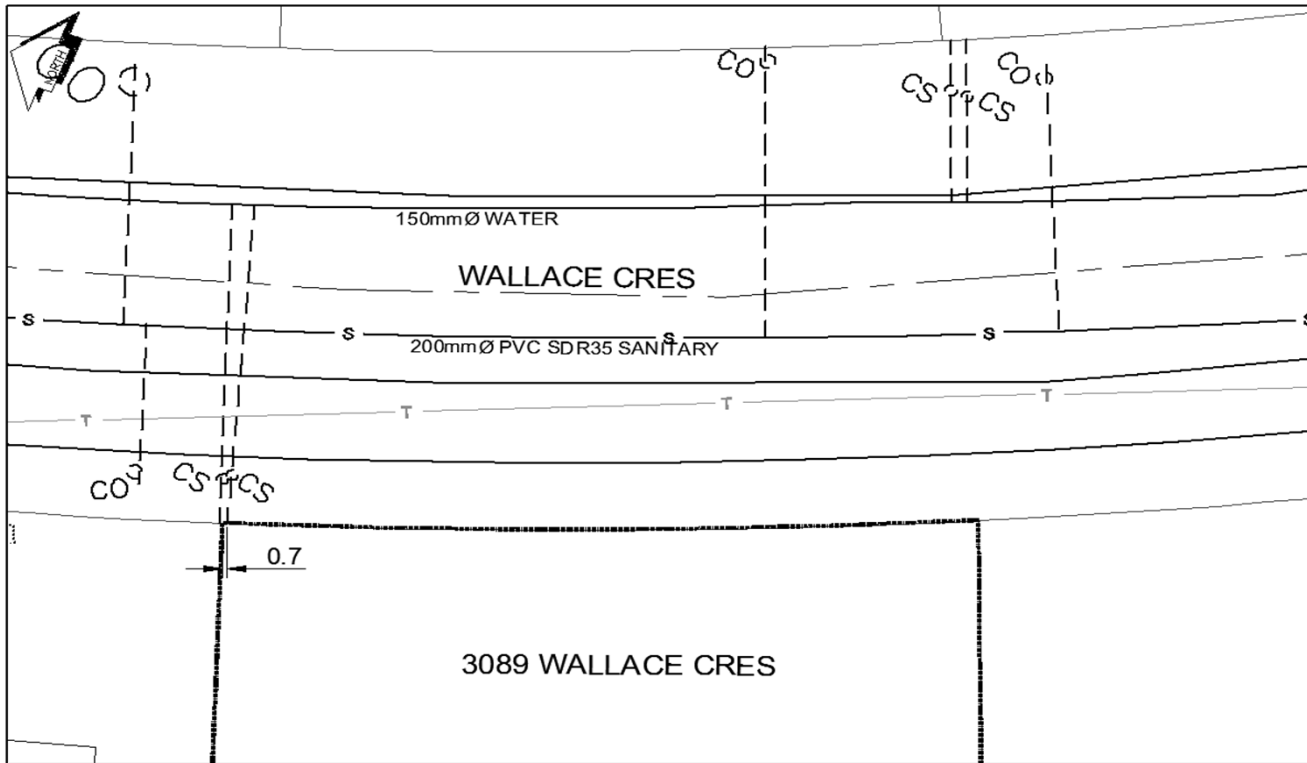 NORTH
CO
CO
CS
CS
CO
150mmØ WATER
WALLACE CRES
S
S
S
S
S
200mmØ PVC SDR35 SANITARY
T
T
T
T
CO
CS
CS
0.7
3089 WALLACE CRES